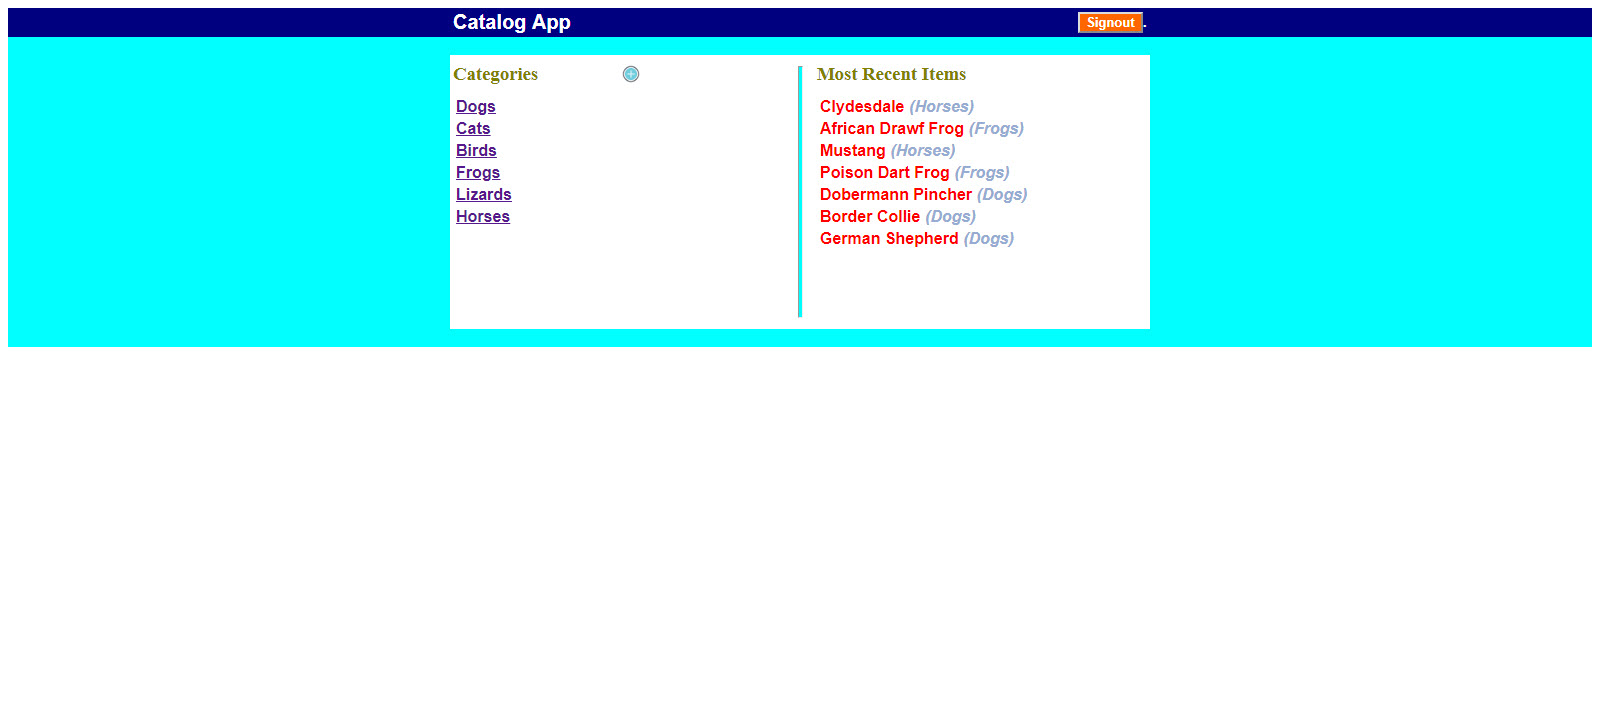 Catalog App
Signout.
Categories
Dogs
Cats
Birds
Frogs
Lizards
Horses
Most Recent Items
Clydesdale (Horses)
African Drawf Frog (Frogs)
Mustang (Horses)
Poison Dart Frog (Frogs)
Dobermann Pincher (Dogs)
Border Collie (Dogs)
German Shepherd (Dogs)